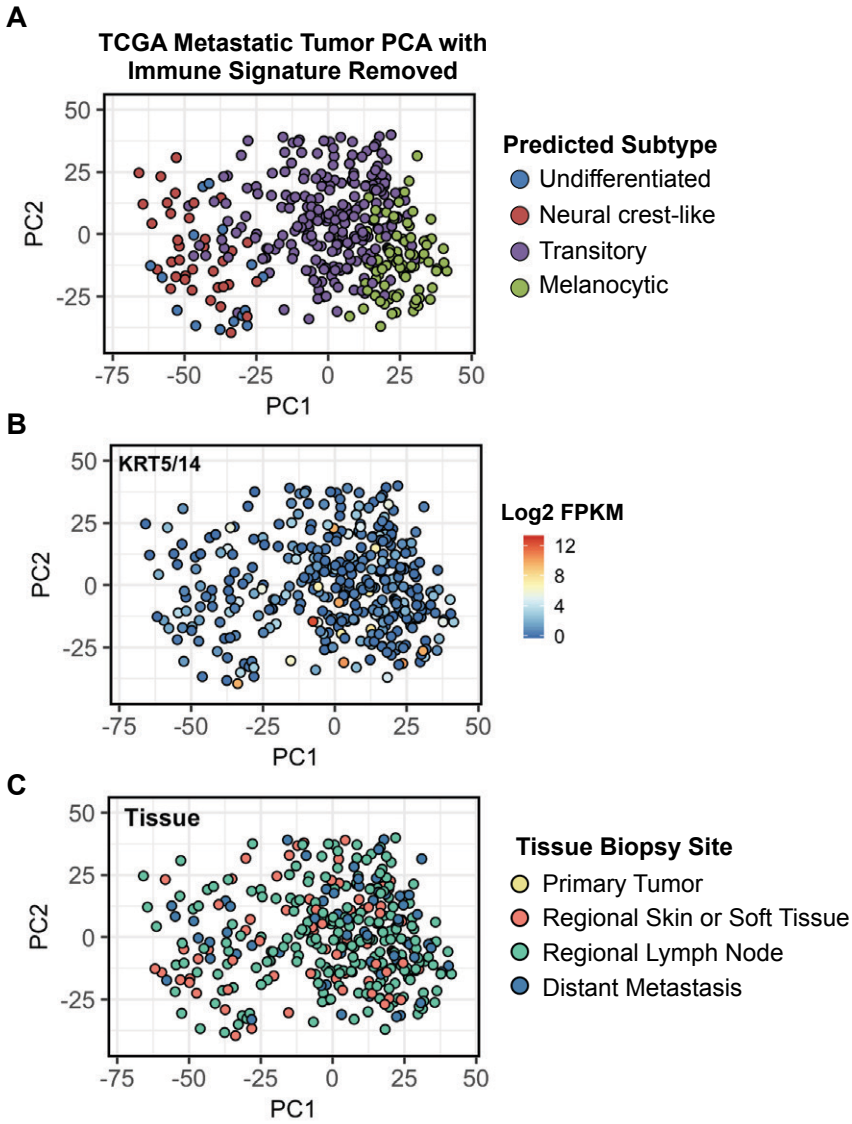 A
TCGA Metastatic Tumor PCA with
Immune Signature Removed
50
25
0
-25
PC2
-75 -50 -25 0 25 50
PC1
Predicted Subtype
Undifferentiated
Neural crest-like
Transitory
Melanocytic
B
KRT5/14
50
25
0
-25
PC2
-75 -50 -25 0 25 50
PC1
Log2 FPKM
12
8
4
0
C
Tissue
50
25
0
-25
PC2
-75 -50 -25 0 25 50
PC1
Tissue Biopsy Site
Primary Tumor
Regional Skin or Soft Tissue
Regional Lymph Node
Distant Metastasis